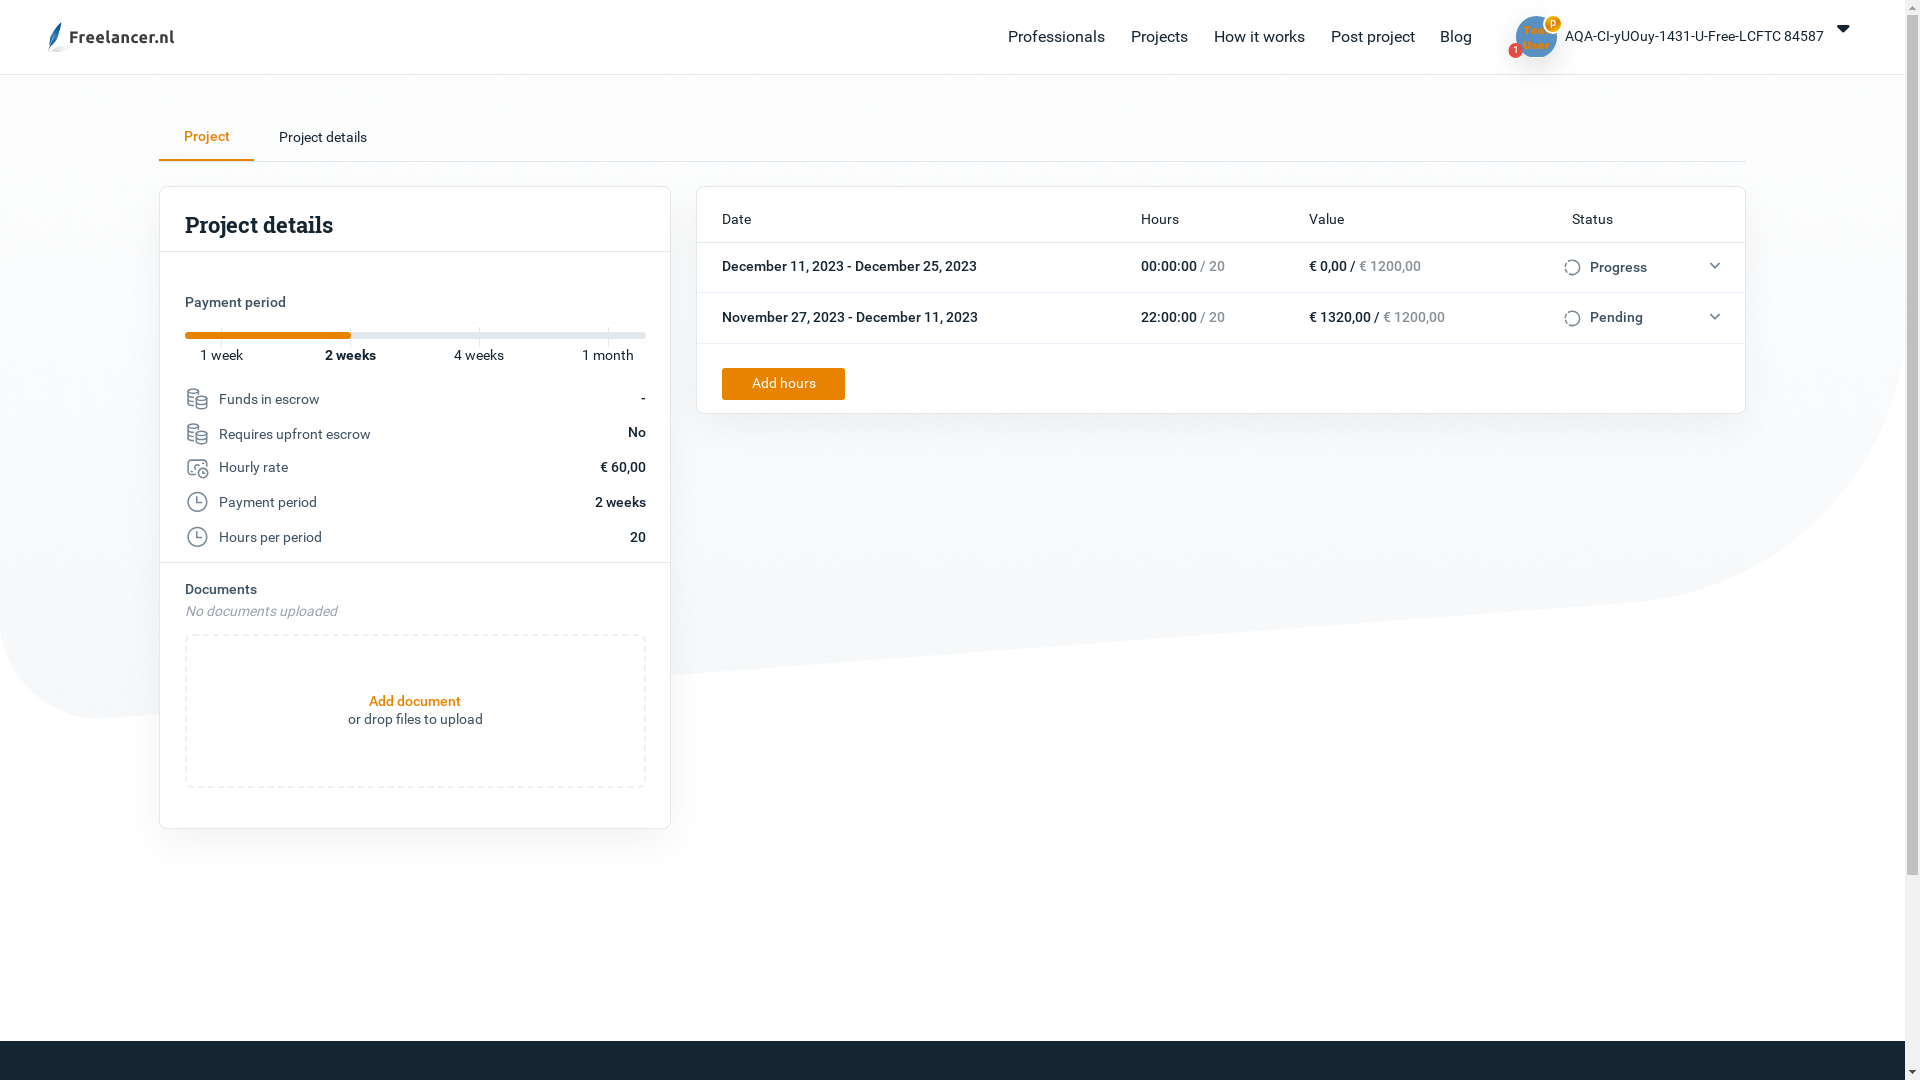 Freelancer.nl
Professionals
Projects
How it works
Post project
Blog
p
1
AQA-CI-yUOuy-1431-U-Free-LCFTC 84587
Project
Project details
Project details
Payment period
1 week
2 weeks
4 weeks
1 month
Funds in escrow -
Requires upfront escrow No
Hourly rate € 60,00
Payment period 2 weeks
Hours per period 20
Documents
No documents uploaded
Add document
or drop files to upload
Date Hours Value Status
December 11, 2023 - December 25, 2023 00:00:00 / 20 € 0,00 / € 1200,00 Progress
November 27, 2023 - December 11, 2023 22:00:00 / 20 € 1320,00 / € 1200,00 Pending
Add hours